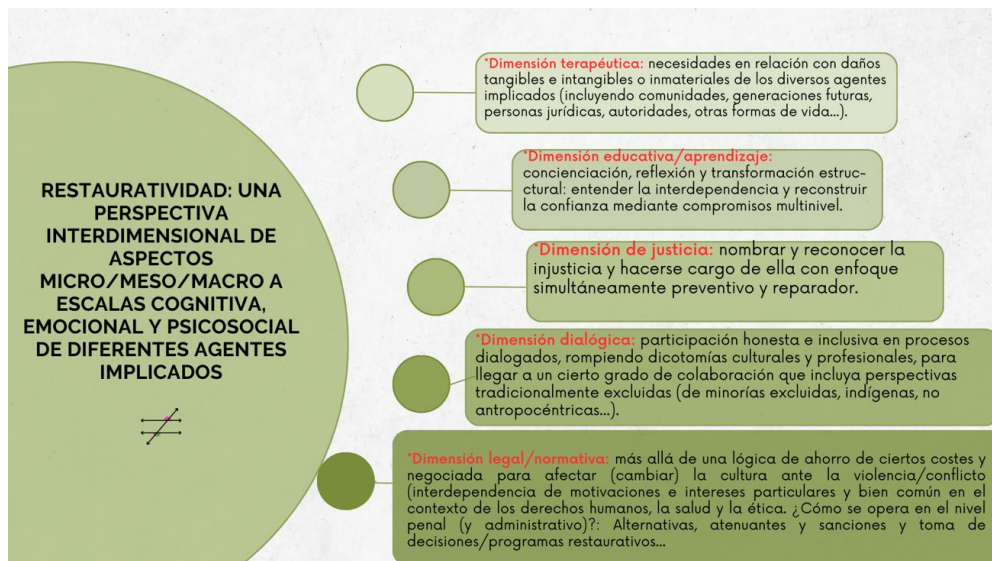 RESTAURATIVIDAD: UNA
PERSPECTIVA
INTERDIMENSIONAL DE
ASPECTOS
MICRO/MESO/MACRO A
ESCALAS COGNITIVA,
EMOCIONAL Y PSICOSOCIAL
DE DIFERENTES AGENTES
IMPLICADOS
*Dimensión terapéutica: necesidades en relación con daños
tangibles e intangibles o inmateriales de los diversos agentes
implicados (incluyendo comunidades, generaciones futuras,
personas jurídicas, autoridades, otras formas de vida...).
*Dimensión educativa/aprendizaje:
concienciación, reflexión y transformación estruc-
ctural: entender la interdependencia y reconstruir
la confianza mediante compromisos multinivel.
*Dimensión de justicia: nombrar y reconocer la
injusticia y hacerse cargo de ella con enfoque
simultáneamente preventivo y reparador.
*Dimensión dialógica: participación honesta e inclusiva en procesos
dialogados, rompiendo dicotomías culturales y profesionales, para
llegar a un cierto grado de colaboración que incluya perspectivas
tradicionalmente excluidas (de minorías excluidas, indígenas, no
antropocéntricas...).
*Dimensión legal/normativa: más allá de una lógica de ahorro de ciertos costes y
negociada para afectar (cambiar) la cultura ante la violencia/conflicto
(interdependencia de motivaciones e intereses particulares y bien común en el
contexto de los derechos humanos, la salud y la ética. ¿Cómo se opera en el nivel
penal (y administrativo)?: Alternativas, atenuantes y sanciones y toma de
decisiones/programas restaurativos...